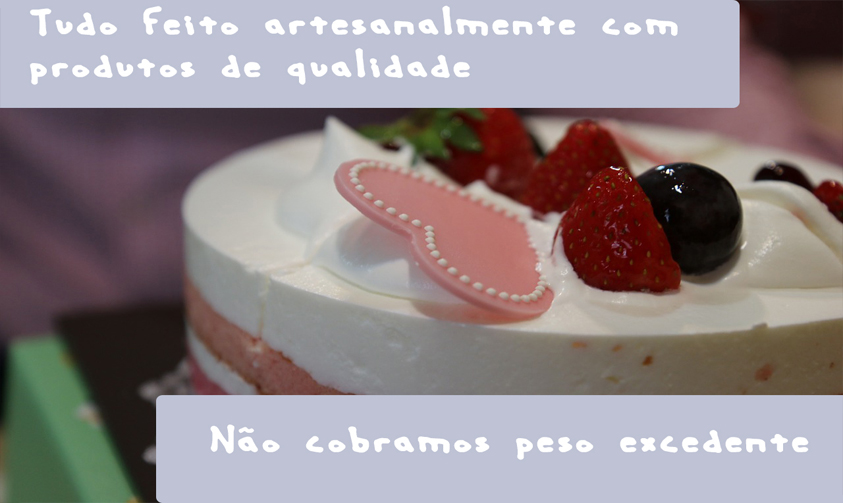 Tudo Feito artesanalmente com
produtos de qualidade
Não cobramos peso excedente